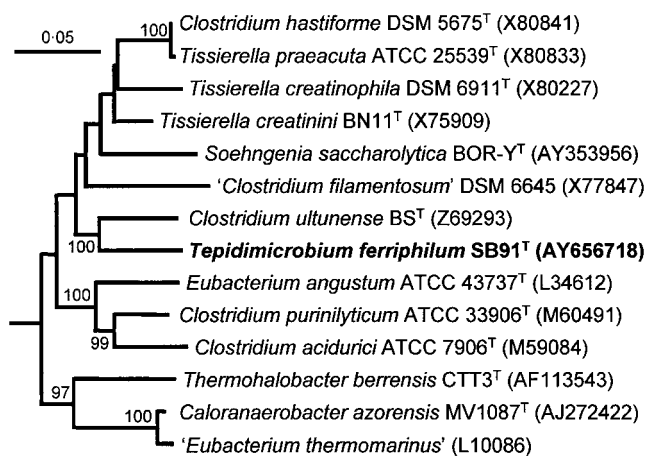 Clostridium hastiforme DSM 5675ᵀ (X80841)
100
0·05
Tissierella praeacuta ATCC 25539ᵀ (X80833)
Tissierella creatinophila DSM 6911ᵀ (X80227)
Tissierella creatinini BN11ᵀ (X75909)
Soehngenia saccharolytica BOR-Yᵀ (AY353956)
‘Clostridium filamentosum’ DSM 6645 (X77847)
Clostridium ultunense BSᵀ (Z69293)
100
Tepidimicrobium ferriphilum SB91ᵀ (AY656718)
Eubacterium angustum ATCC 43737ᵀ (L34612)
100
Clostridium purinilyticum ATCC 33906ᵀ (M60491)
99
Clostridium acidurici ATCC 7906ᵀ (M59084)
Thermohalobacter berrensis CTT3ᵀ (AF113543)
97
Caloranaerobacter azorensis MV1087ᵀ (AJ272422)
100
‘Eubacterium thermomarinus’ (L10086)